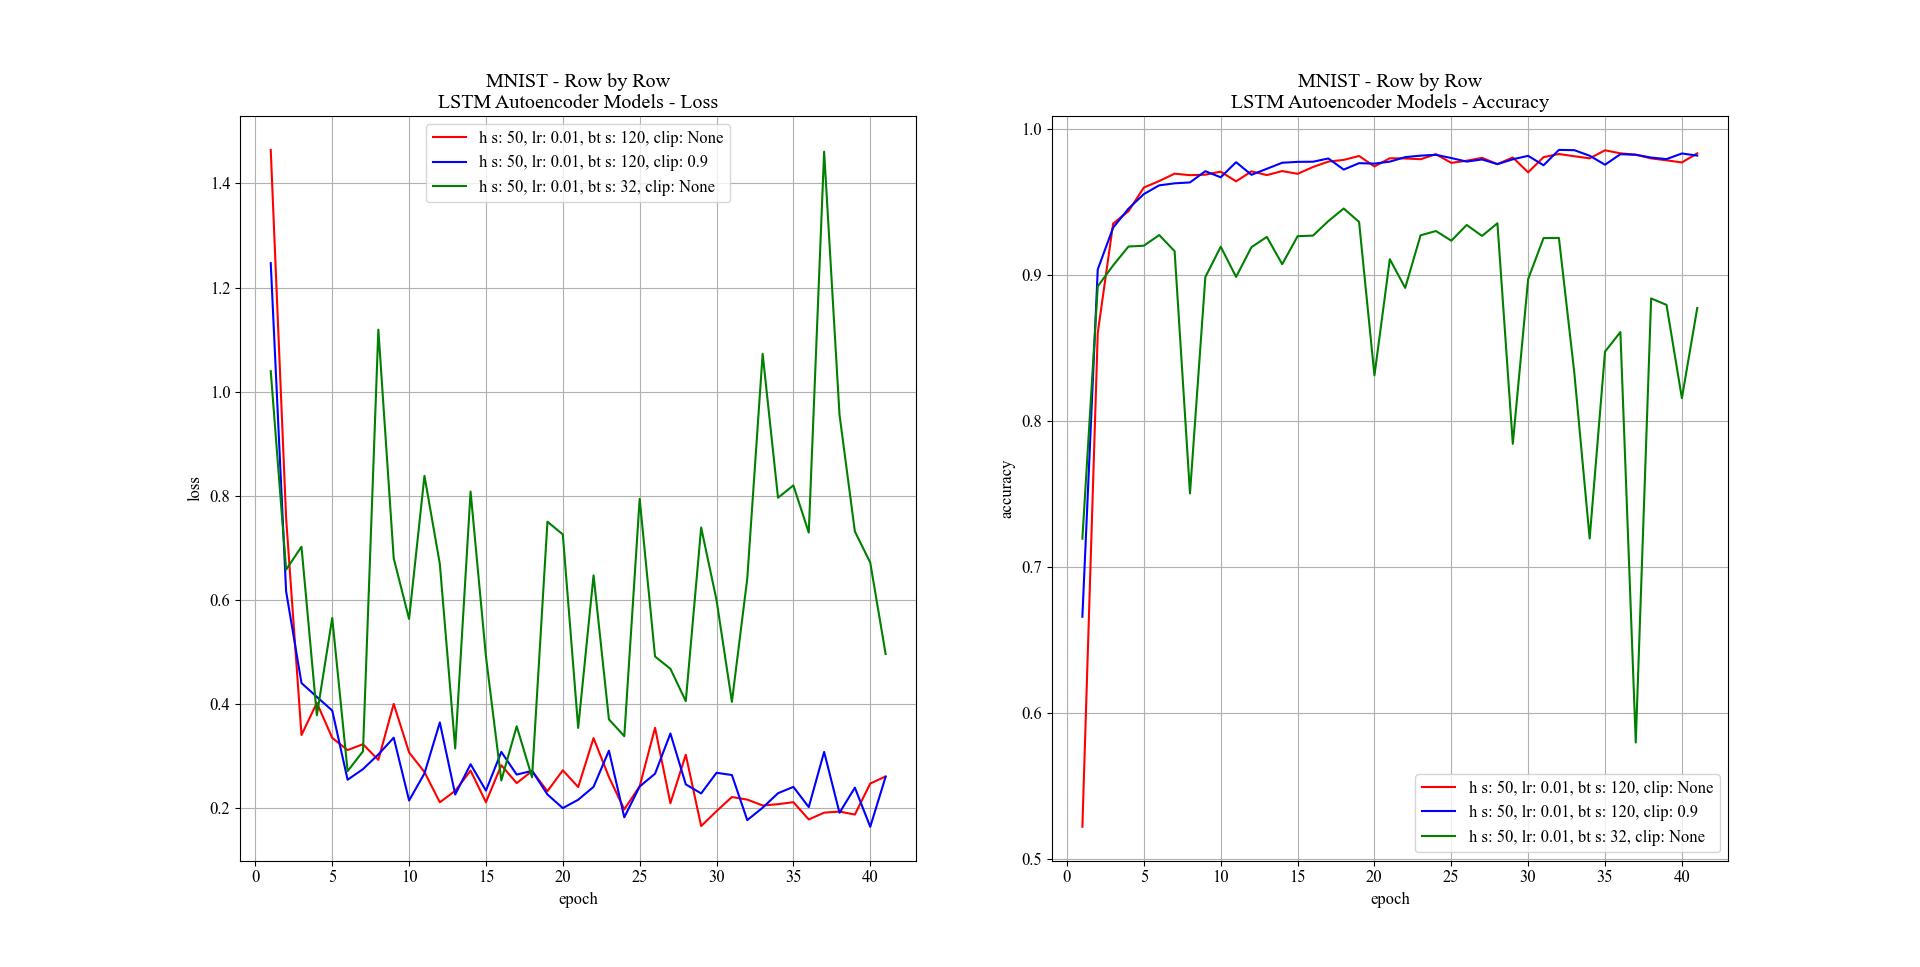 MNIST - Row by Row
LSTM Autoencoder Models - Loss
h s: 50, lr: 0.01, bt s: 120, clip: None
h s: 50, lr: 0.01, bt s: 120, clip: 0.9
h s: 50, lr: 0.01, bt s: 32, clip: None
1.4
1.2
1.0
0.8
0.6
0.4
0.2
loss
0 5 10 15 20 25 30 35 40
epoch
MNIST - Row by Row
LSTM Autoencoder Models - Accuracy
1.0
0.9
0.8
0.7
0.6
0.5
accuracy
h s: 50, lr: 0.01, bt s: 120, clip: None
h s: 50, lr: 0.01, bt s: 120, clip: 0.9
h s: 50, lr: 0.01, bt s: 32, clip: None
0 5 10 15 20 25 30 35 40
epoch